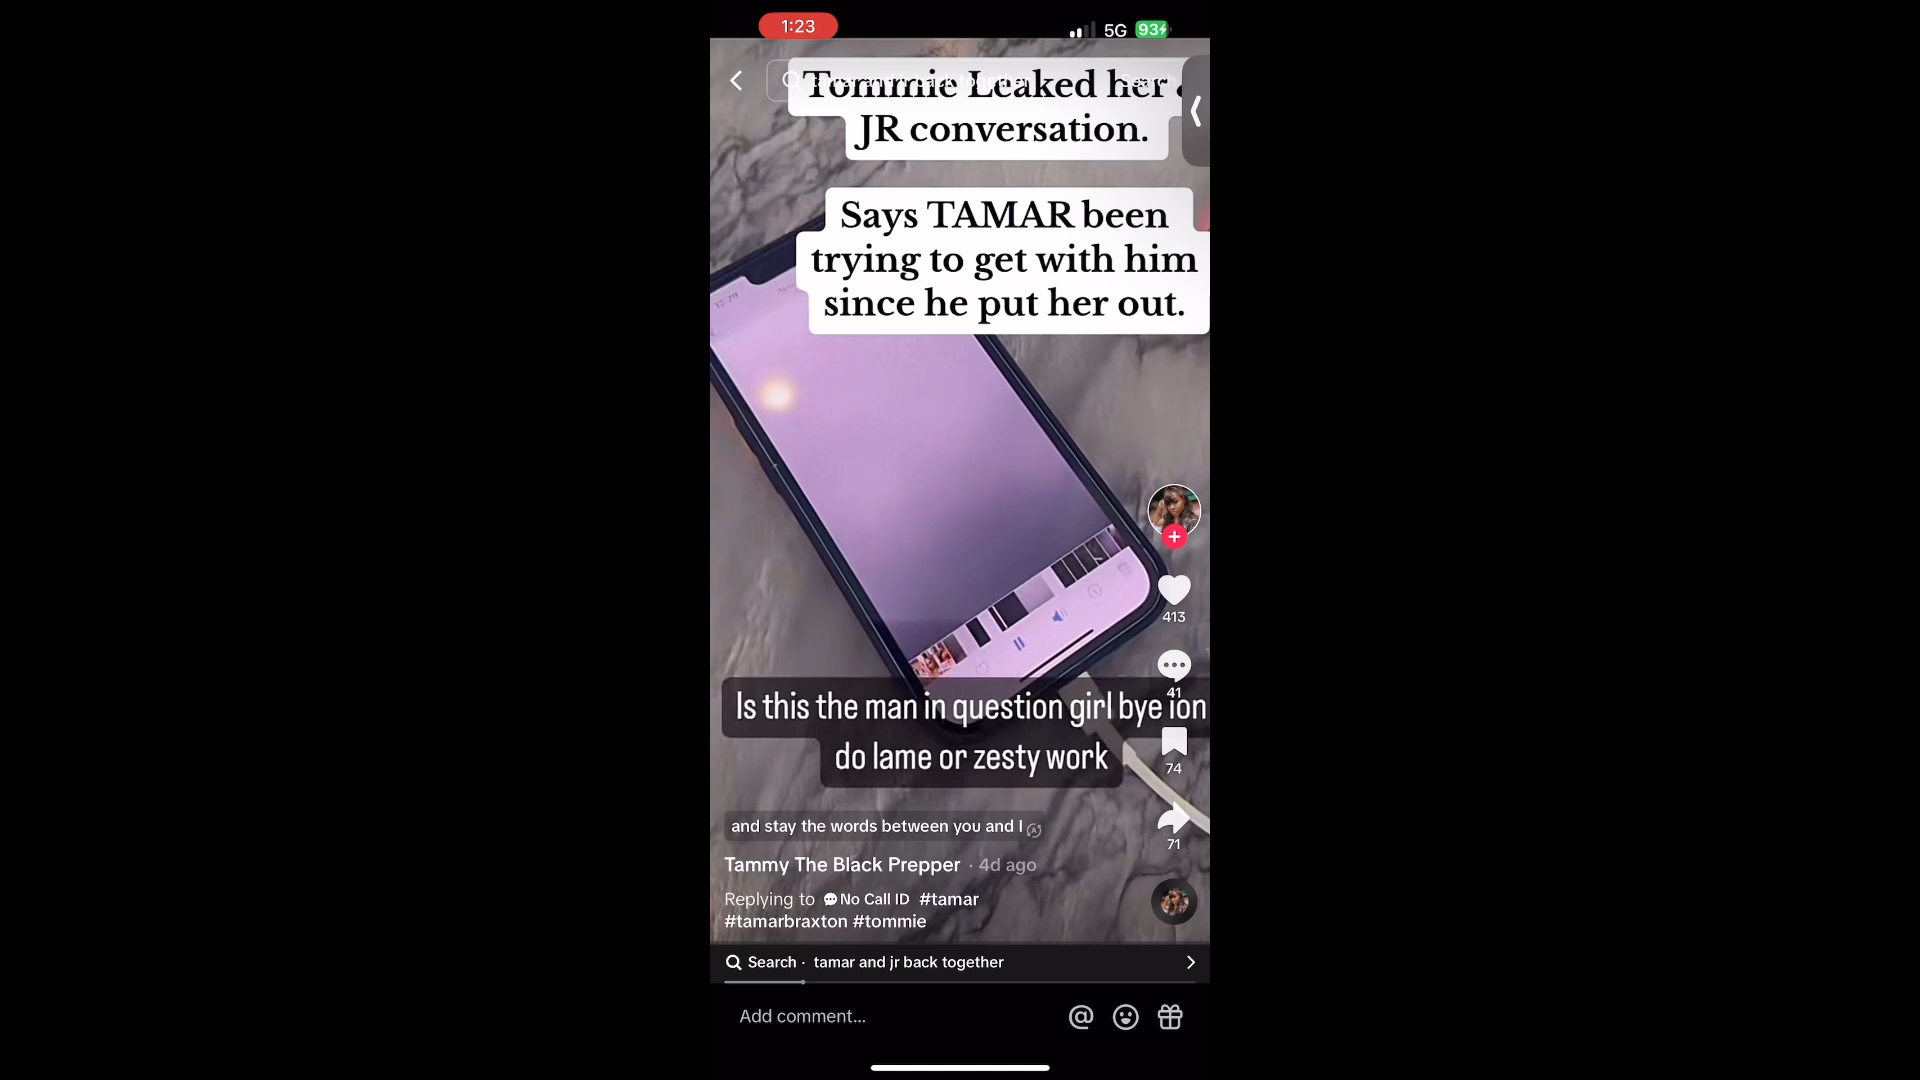 1:23
5G
93
Tommie Leaked her
JR conversation.
Says TAMAR been
trying to get with him
since he put her out.
413
41
Is this the man in question girl bye ion
do lame or zesty work
74
and stay the words between you and I
71
Tammy The Black Prepper · 4d ago
Replying to No Call ID #tamar
#tamarbraxton #tommie
Search · tamar and jr back together
Add comment...